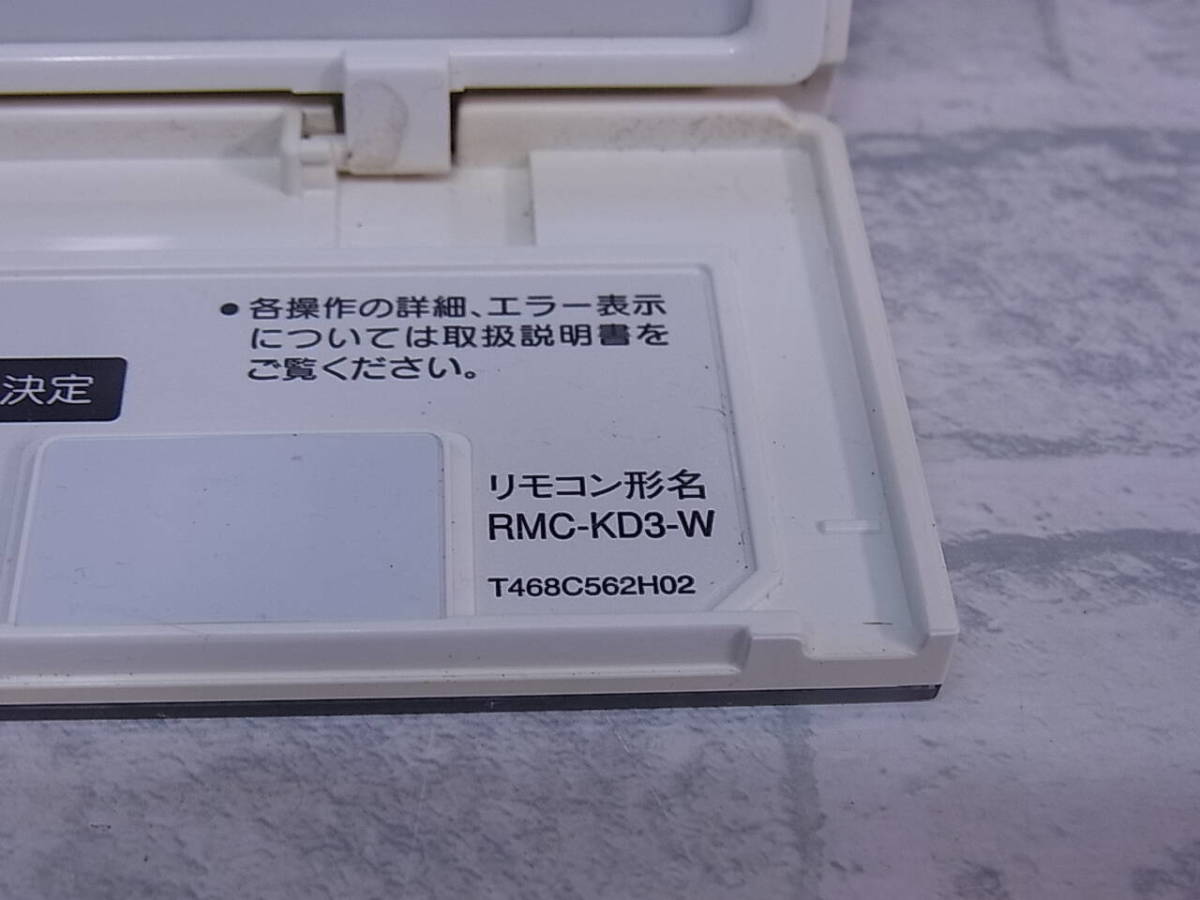 ●各操作の詳細、エラー表示
については取扱説明書を
ご覧ください。
決定
リモコン形名
RMC-KD3-W
T468C562H02